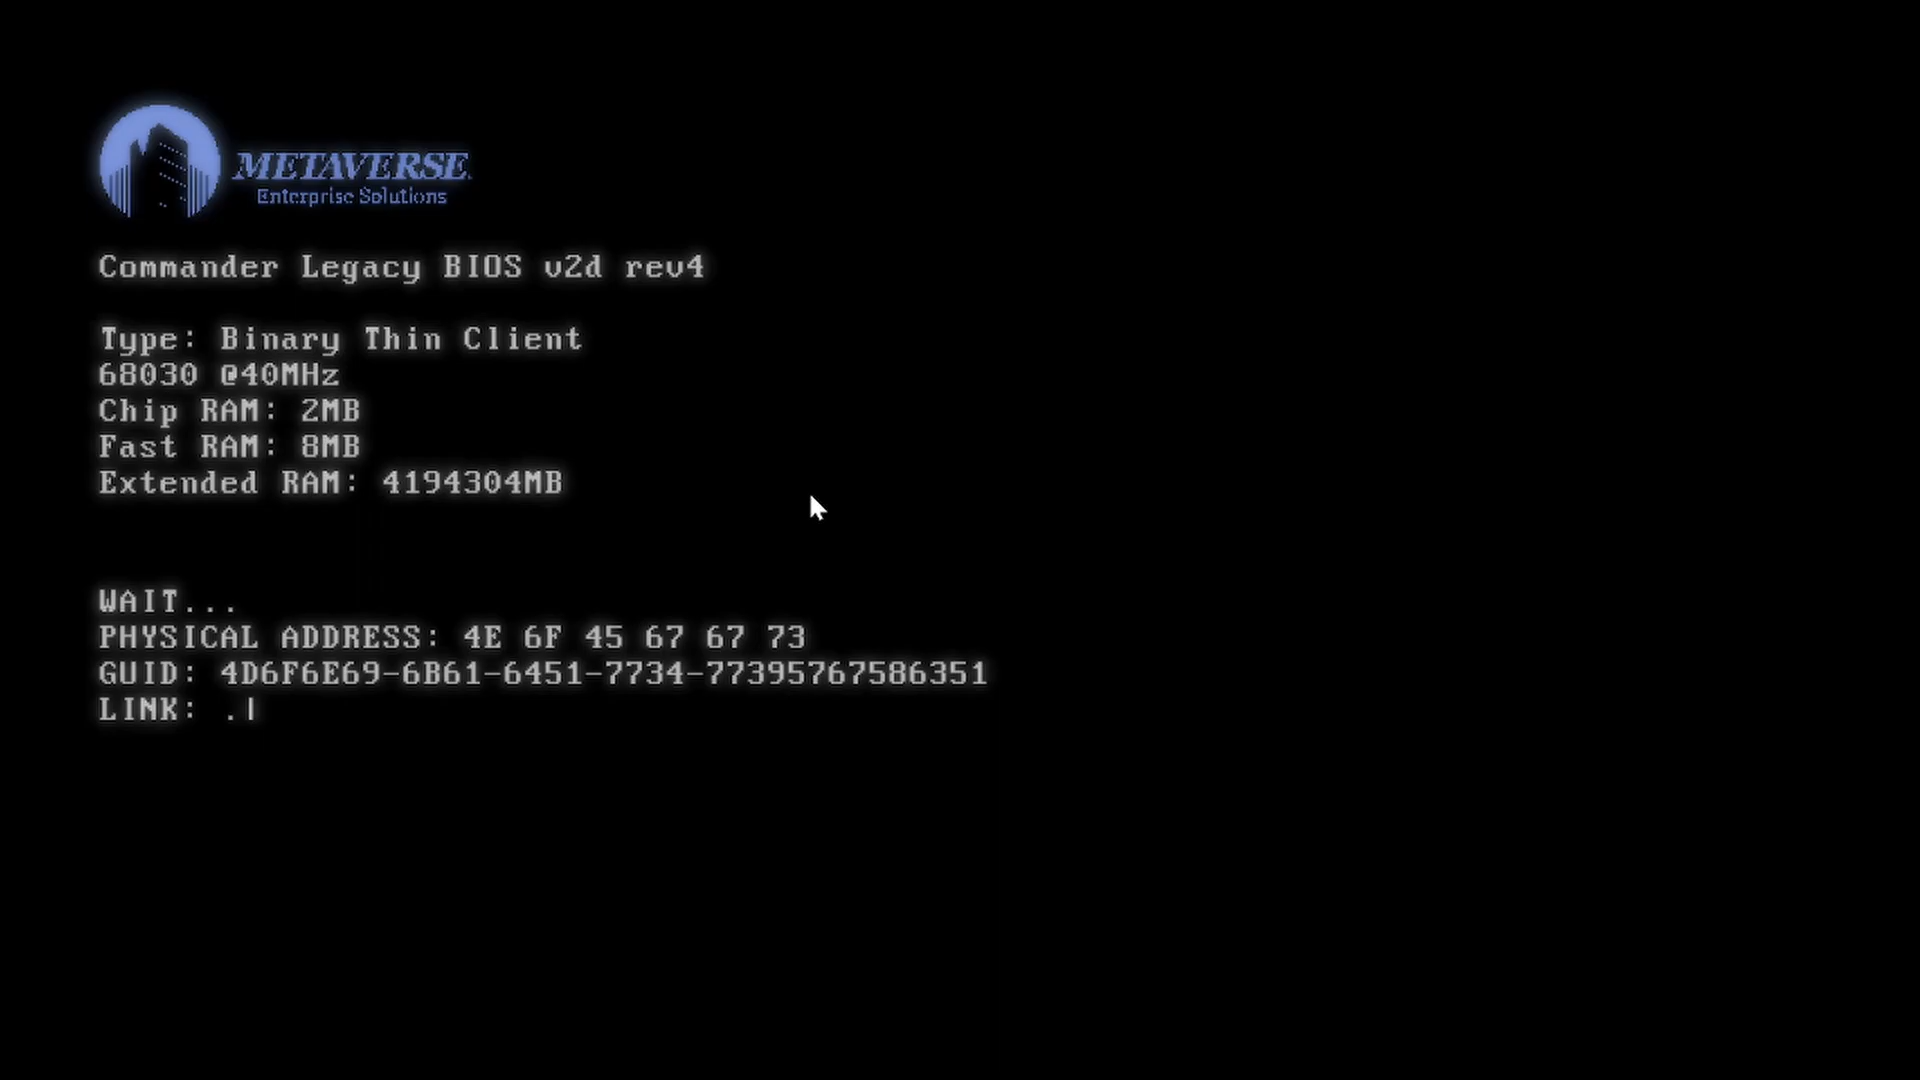 METAVERSE
Enterprise Solutions
Commander Legacy BIOS v2d rev4
Type: Binary Thin Client
68030 @40MHz
Chip RAM: 2MB
Fast RAM: 8MB
Extended RAM: 4194304MB
WAIT...
PHYSICAL ADDRESS: 4E 6F 45 67 67 73
GUID: 4D6F6E69-6B61-6451-7734-77395767586351
LINK: .|